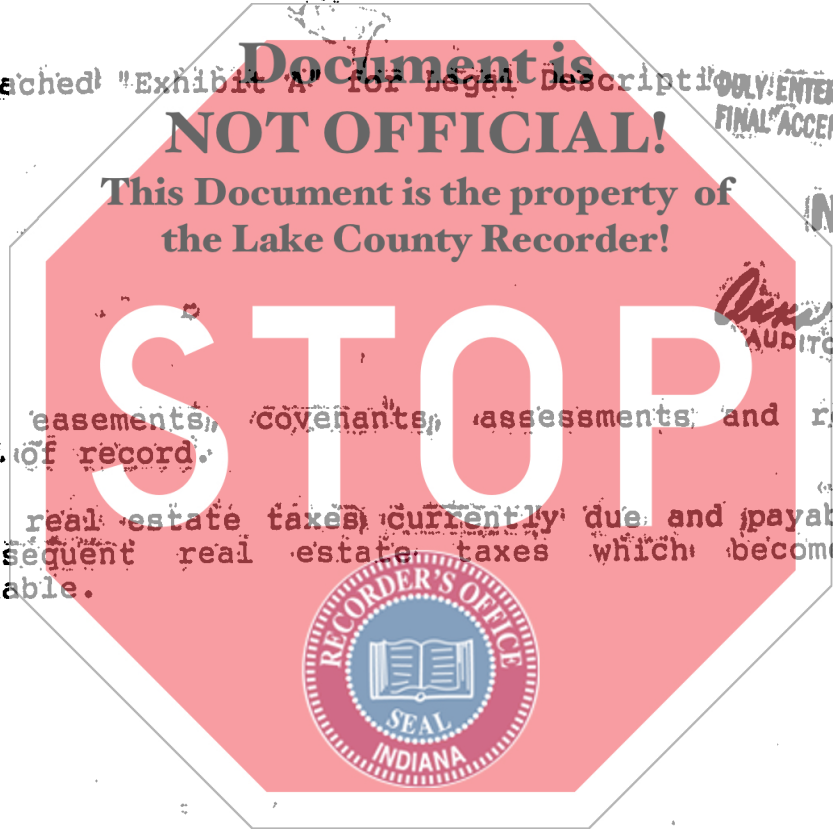 Document is
ached "Exhibit "A" for Legal Descripti
DULY ENTE
FINAL ACCE
NOT OFFICIAL!
This Document is the property of
the Lake County Recorder!
N
STOP
AUDITO
easements, covenants, assessments and r
of record.
real estate taxes currently due and payab
sequent real estate taxes which become
able.
RECORDER'S OFFICE
SEAL
INDIANA